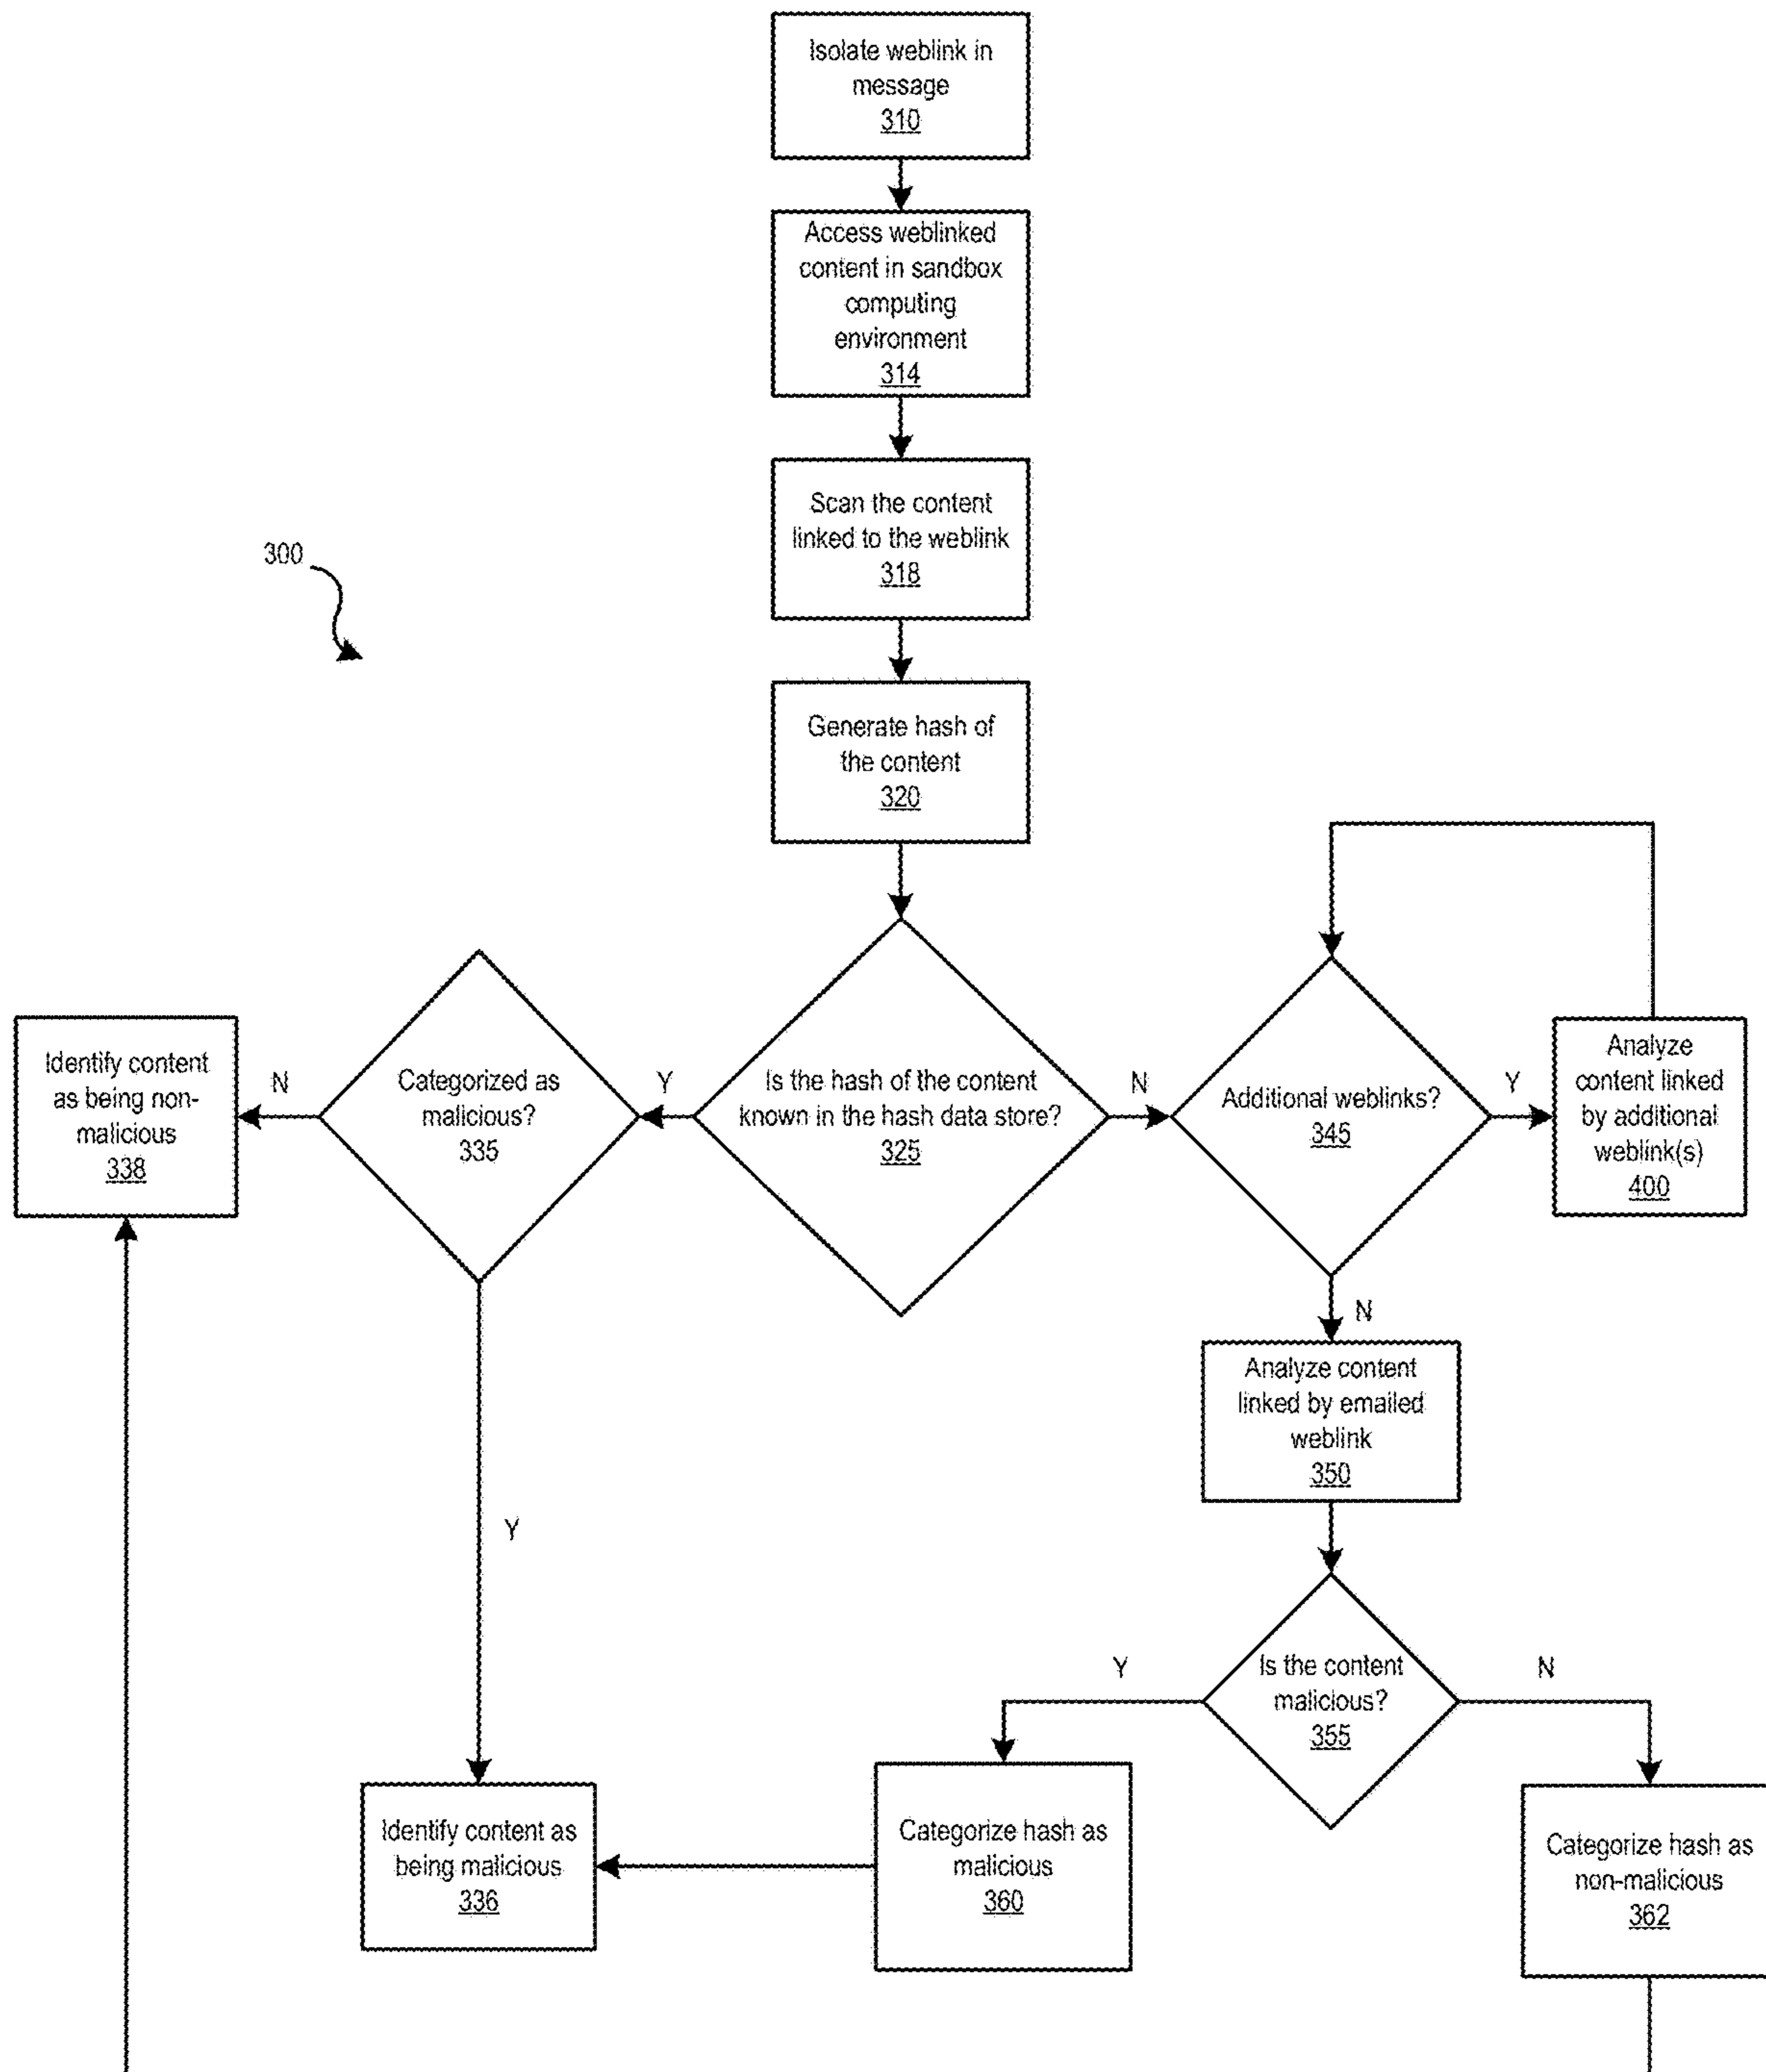 Isolate weblink in
message
310
Access weblinked
content in sandbox
computing
environment
314
Scan the content
linked to the weblink
318
300
Generate hash of
the content
320
Identify content
as being non-
malicious
338
N
Categorized as
malicious?
335
Y
Is the hash of the content
known in the hash data store?
325
N
Additional weblinks?
345
Y
Analyze
content linked
by additional
weblink(s)
400
N
Analyze content
linked by emailed
weblink
350
Y
Y
Is the content
malicious?
355
N
Identify content as
being malicious
336
Categorize hash as
malicious
360
Categorize hash as
non-malicious
362